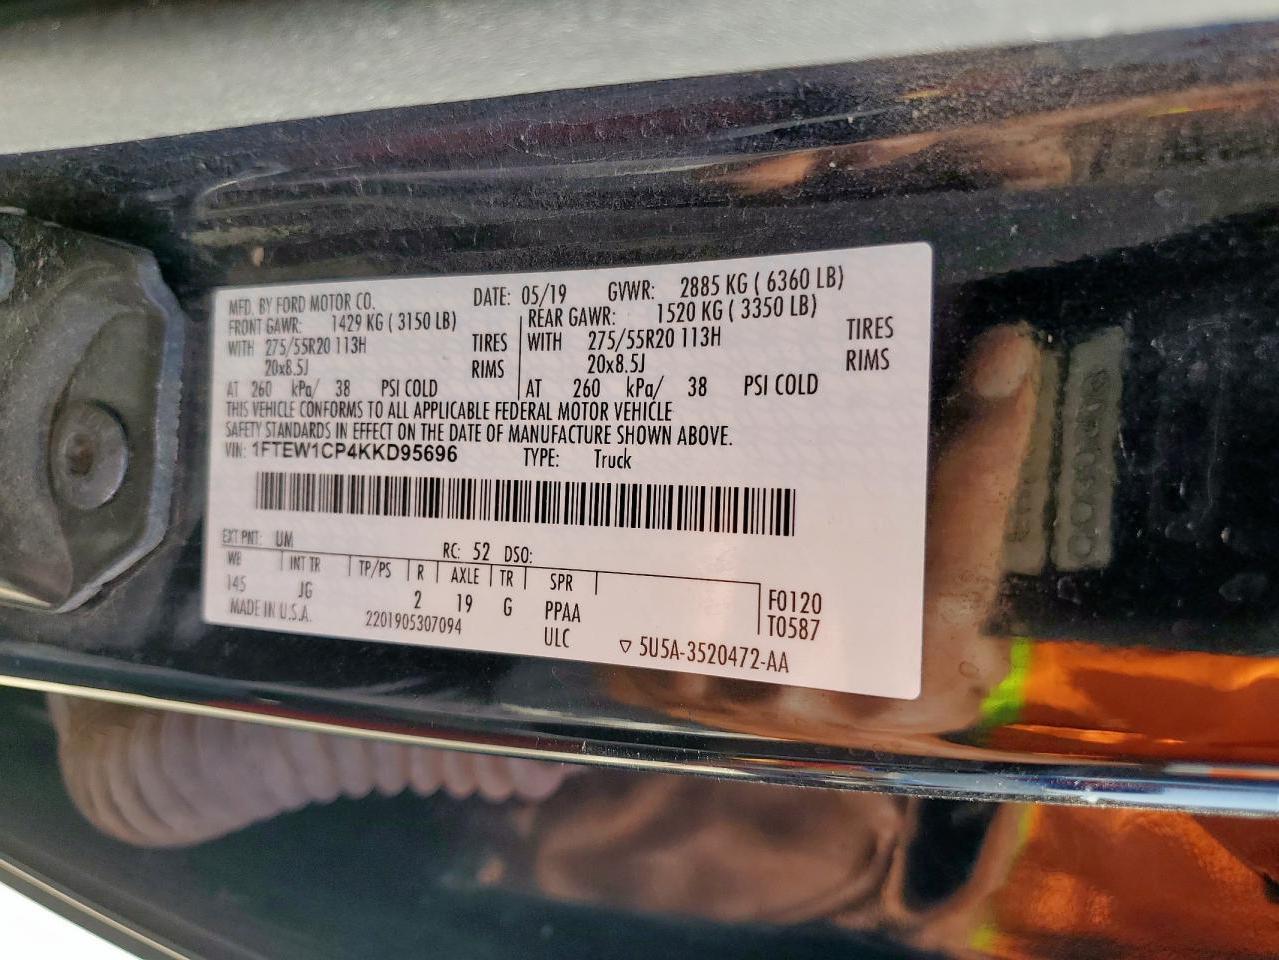 MFD. BY FORD MOTOR CO. DATE: 05/19 GVWR: 2885 KG ( 6360 LB)
FRONT GAWR: 1429 KG ( 3150 LB) REAR GAWR: 1520 KG ( 3350 LB)
WITH 275/55R20 113H TIRES WITH 275/55R20 113H TIRES
20x8.5J RIMS 20x8.5J RIMS
AT 260 kPa/ 38 PSI COLD AT 260 kPa/ 38 PSI COLD
THIS VEHICLE CONFORMS TO ALL APPLICABLE FEDERAL MOTOR VEHICLE
SAFETY STANDARDS IN EFFECT ON THE DATE OF MANUFACTURE SHOWN ABOVE.
VIN: 1FTEW1CP4KKD95696 TYPE: Truck
EXT PNT: UM RC: 52 DSO:
WB INT TR TP/PS R AXLE TR SPR
145 JG 2 19 G PPAA F0120
MADE IN U.S.A. 2201905307094 ULC T0587
▽ 5U5A-3520472-AA